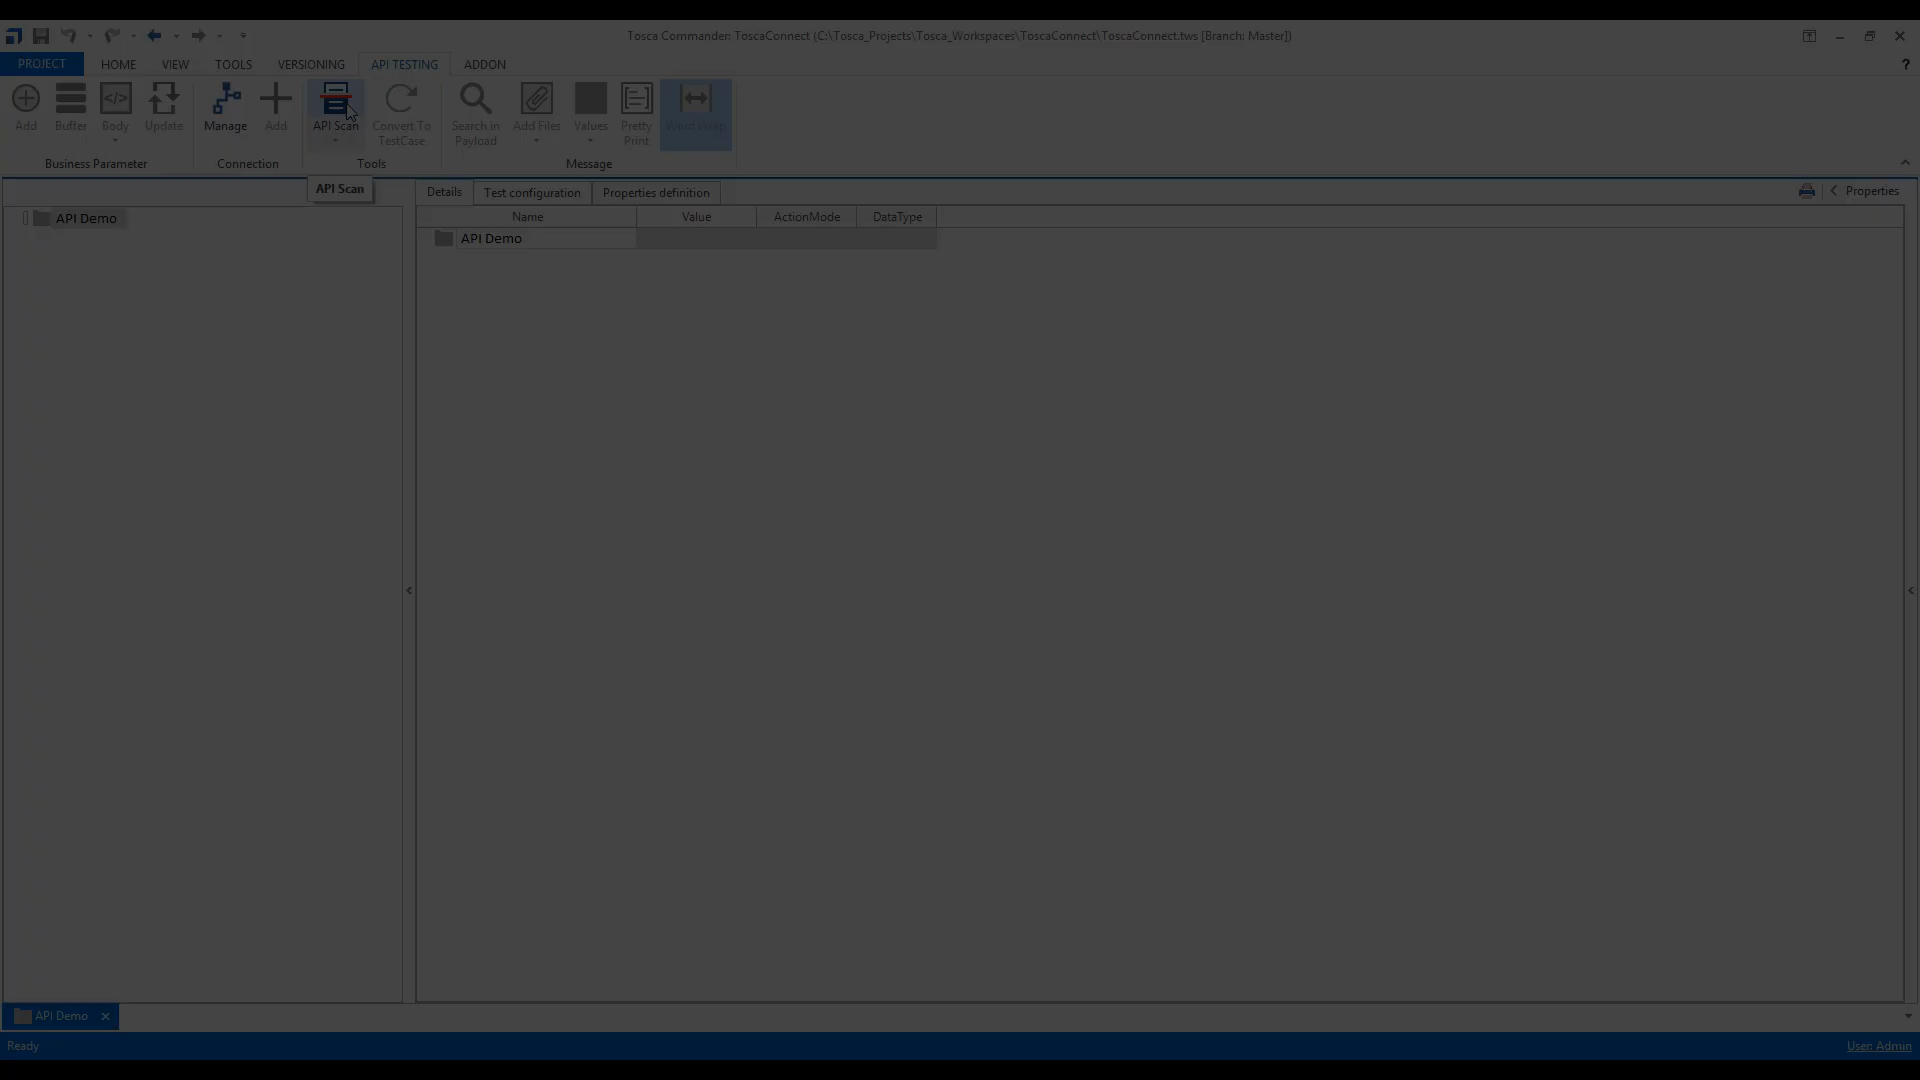 Tosca Commander: ToscaConnect (C:\Tosca_Projects\Tosca_Workspaces\ToscaConnect\ToscaConnect.tws [Branch: Master])
PROJECT HOME VIEW TOOLS VERSIONING API TESTING ADDON ?
Add Buffer Body Update Manage Add API Scan Convert To TestCase Search in Payload Add Files Values Pretty Print Word Wrap
Business Parameter Connection Tools Message
API Scan
Details Test configuration Properties definition Properties
API Demo
Name Value ActionMode DataType
API Demo
API Demo
Ready User: Admin